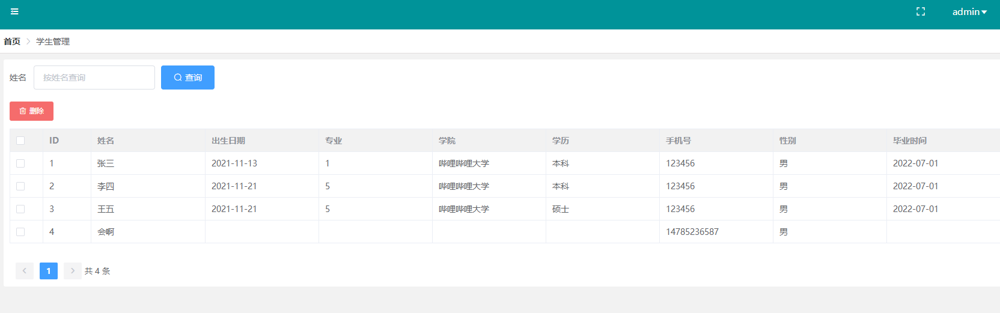 admin
首页 > 学生管理
姓名 按姓名查询 查询
删除
ID 姓名 出生日期 专业 学院 学历 手机号 性别 毕业时间
1 张三 2021-11-13 1 哔哩哔哩大学 本科 123456 男 2022-07-01
2 李四 2021-11-21 5 哔哩哔哩大学 本科 123456 男 2022-07-01
3 王五 2021-11-21 5 哔哩哔哩大学 硕士 123456 男 2022-07-01
4 会啊 14785236587 男
1 共 4 条